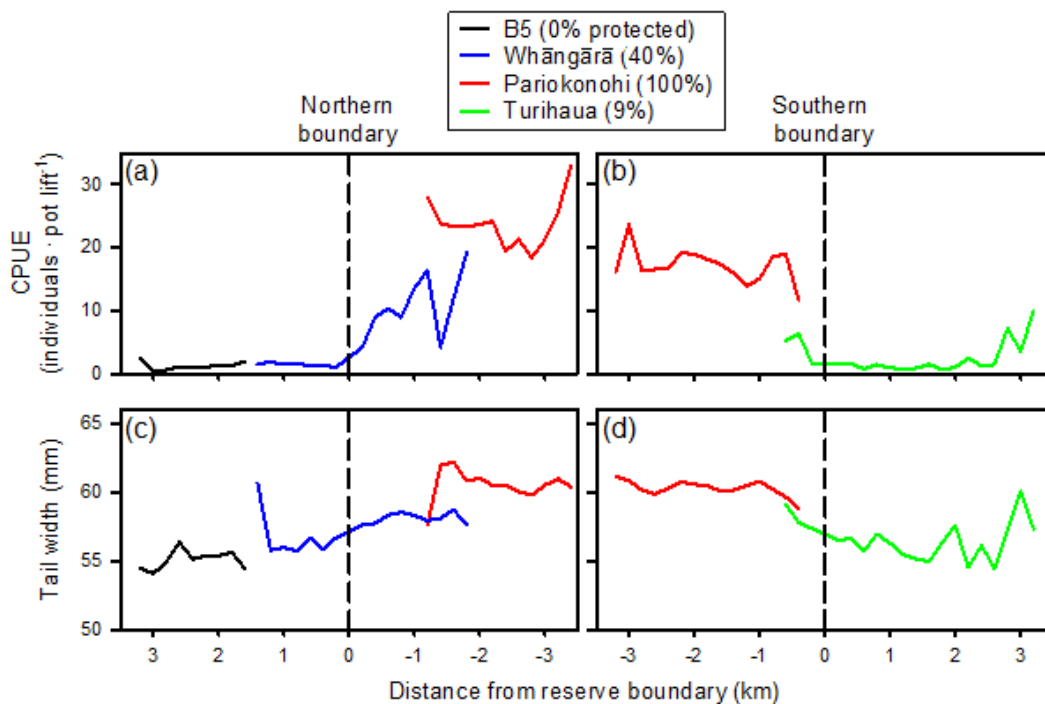 B5 (0% protected)
Whāngārā (40%)
Pariokonohi (100%)
Turihaua (9%)
Northern
boundary
Southern
boundary
(a)
(b)
30
20
10
0
CPUE
(individuals · pot lift⁻¹)
(c)
(d)
65
60
55
50
Tail width (mm)
3 2 1 0 -1 -2 -3
-3 -2 -1 0 1 2 3
Distance from reserve boundary (km)